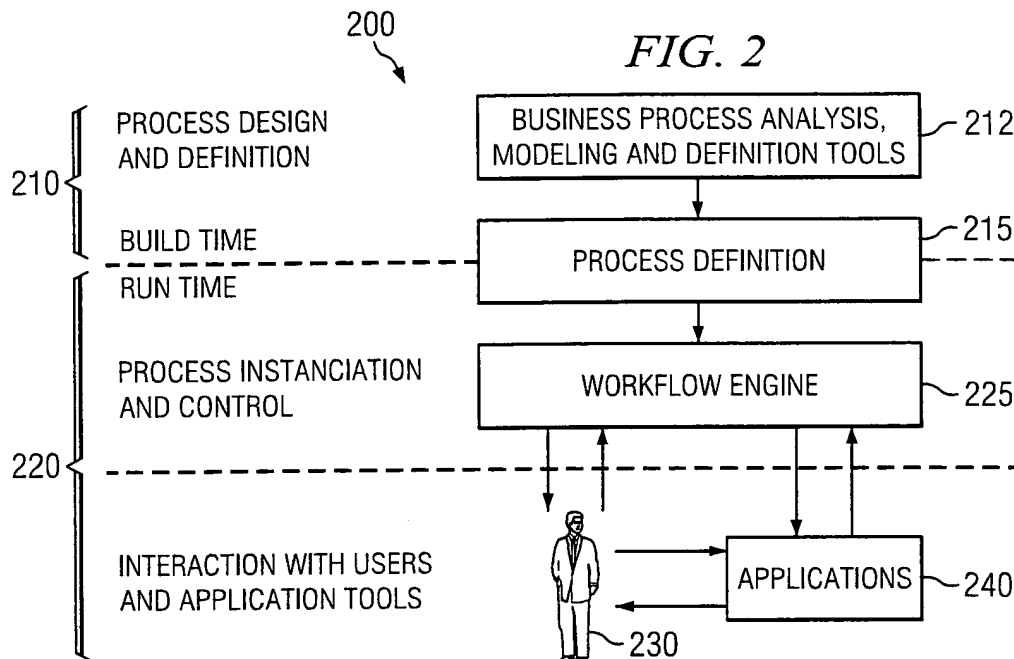 200
FIG. 2
PROCESS DESIGN
AND DEFINITION
BUSINESS PROCESS ANALYSIS,
MODELING AND DEFINITION TOOLS
212
210
BUILD TIME
PROCESS DEFINITION
215
RUN TIME
PROCESS INSTANCIATION
AND CONTROL
WORKFLOW ENGINE
225
220
INTERACTION WITH USERS
AND APPLICATION TOOLS
230
APPLICATIONS
240